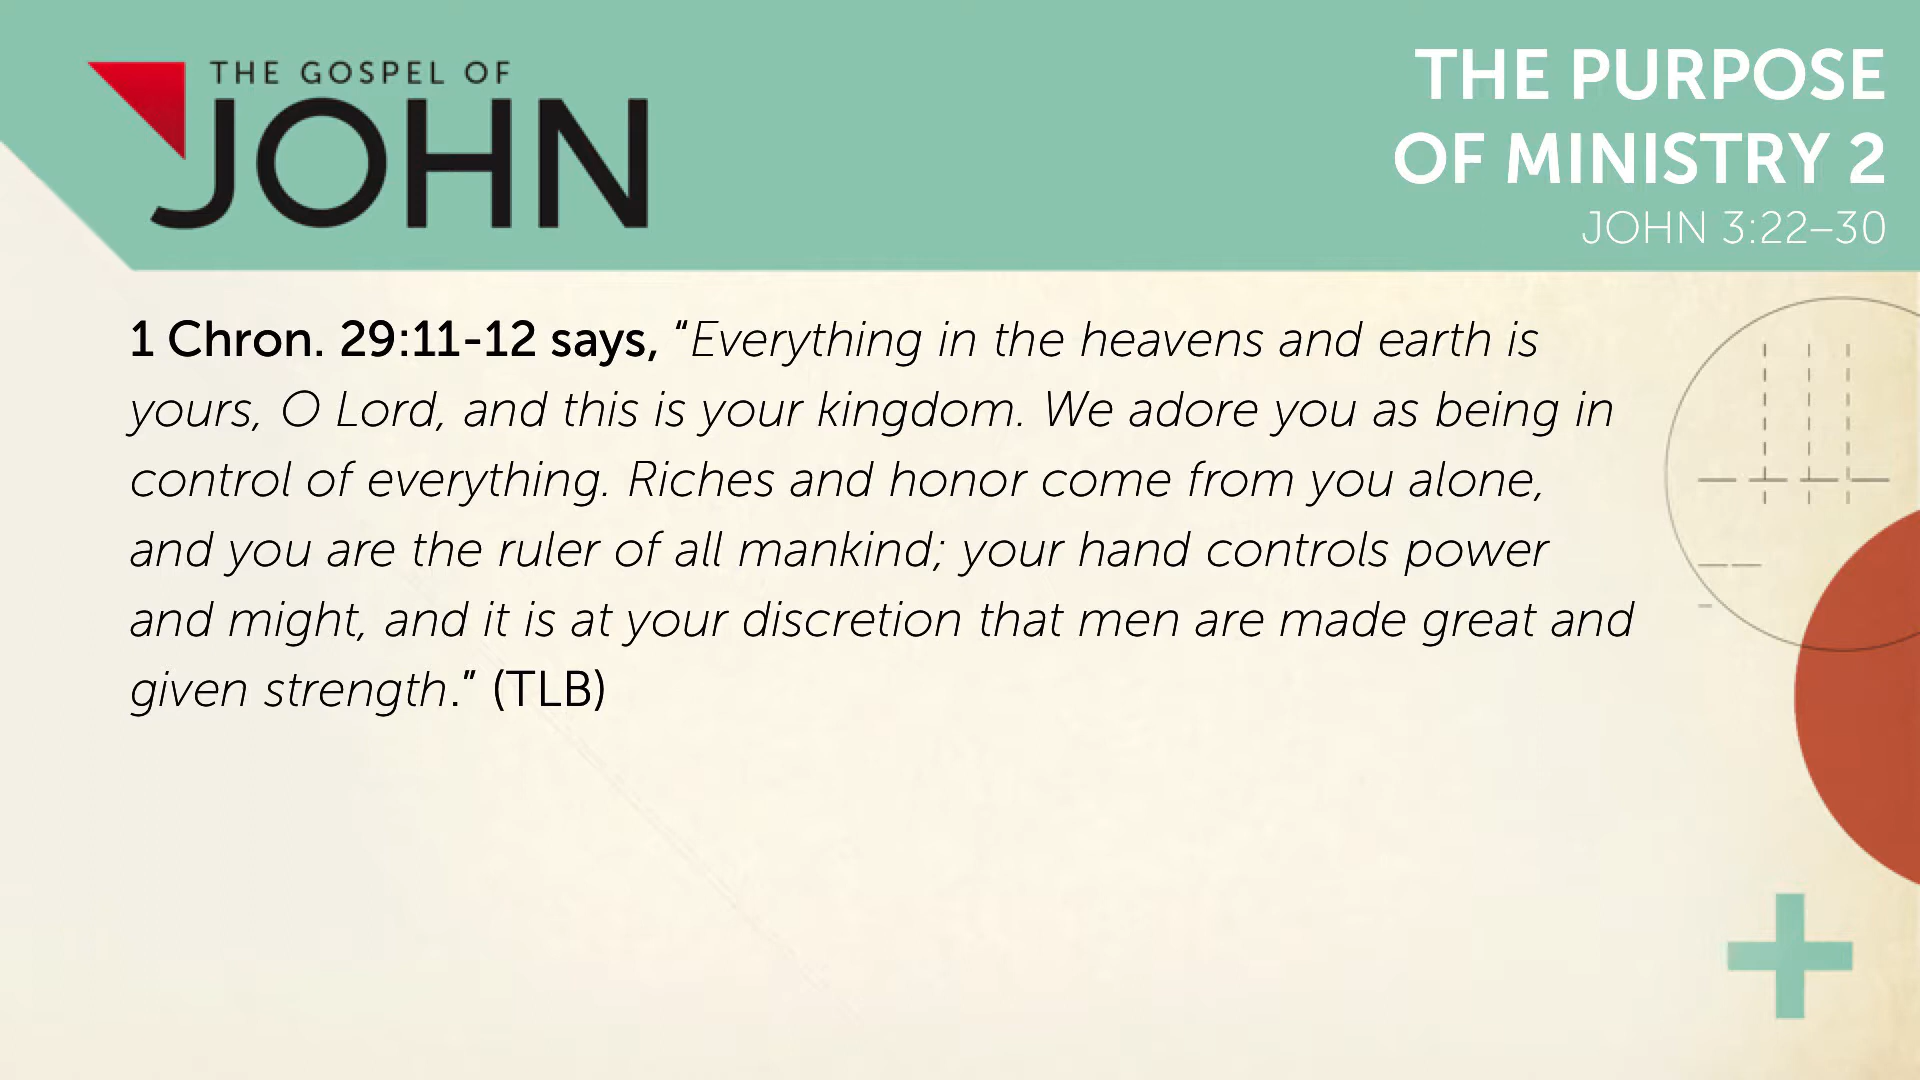 THE GOSPEL OF
JOHN
THE PURPOSE
OF MINISTRY 2
JOHN 3:22–30
1 Chron. 29:11-12 says, “Everything in the heavens and earth is
yours, O Lord, and this is your kingdom. We adore you as being in
control of everything. Riches and honor come from you alone,
and you are the ruler of all mankind; your hand controls power
and might, and it is at your discretion that men are made great and
given strength.” (TLB)